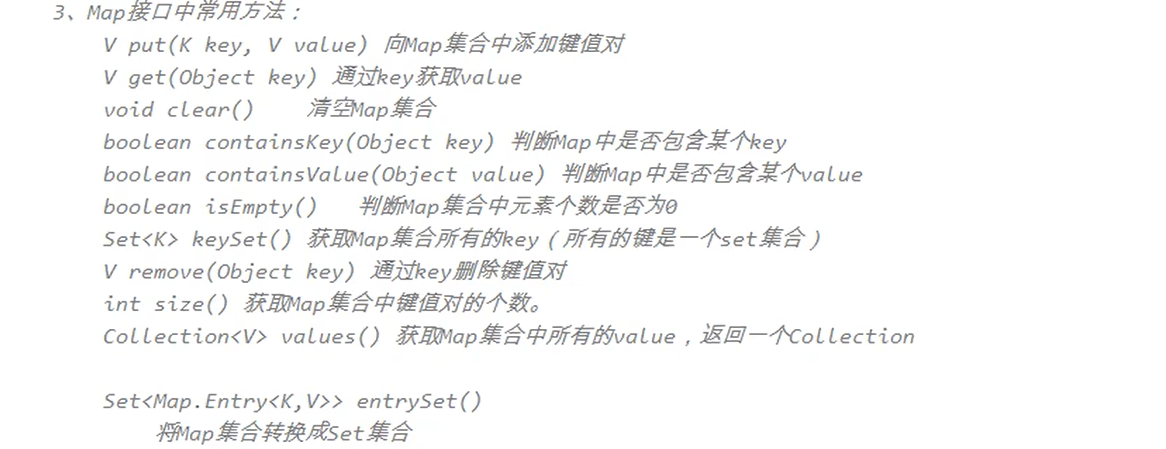 3、Map接口中常用方法：
V put(K key, V value) 向Map集合中添加键值对
V get(Object key) 通过key获取value
void clear()    清空Map集合
boolean containsKey(Object key) 判断Map中是否包含某个key
boolean containsValue(Object value) 判断Map中是否包含某个value
boolean isEmpty()   判断Map集合中元素个数是否为0
Set<K> keySet() 获取Map集合所有的key（所有的键是一个set集合）
V remove(Object key) 通过key删除键值对
int size() 获取Map集合中键值对的个数。
Collection<V> values() 获取Map集合中所有的value，返回一个Collection
Set<Map.Entry<K,V>> entrySet()
将Map集合转换成Set集合